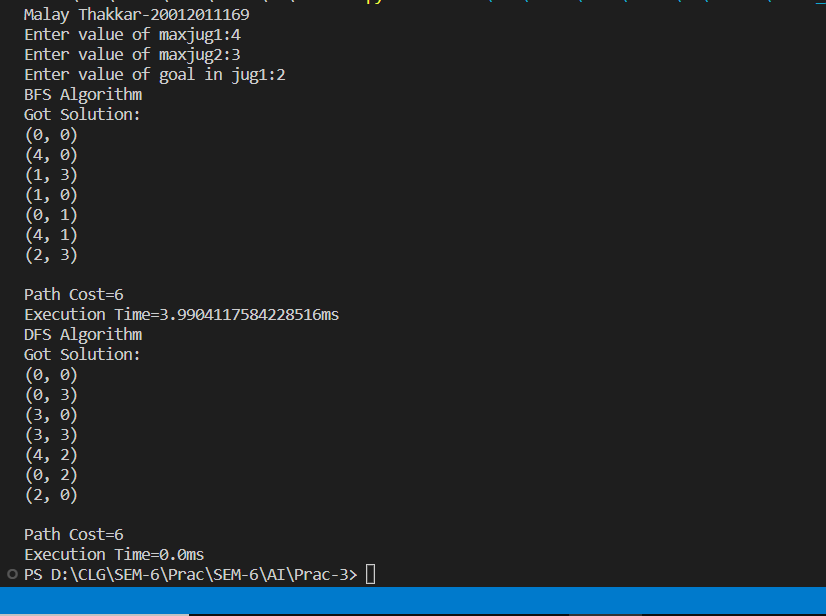 Malay Thakkar-20012011169
Enter value of maxjug1:4
Enter value of maxjug2:3
Enter value of goal in jug1:2
BFS Algorithm
Got Solution:
(0, 0)
(4, 0)
(1, 3)
(1, 0)
(0, 1)
(4, 1)
(2, 3)
Path Cost=6
Execution Time=3.9904117584228516ms
DFS Algorithm
Got Solution:
(0, 0)
(0, 3)
(3, 0)
(3, 3)
(4, 2)
(0, 2)
(2, 0)
Path Cost=6
Execution Time=0.0ms
PS D:\CLG\SEM-6\Prac\SEM-6\AI\Prac-3>